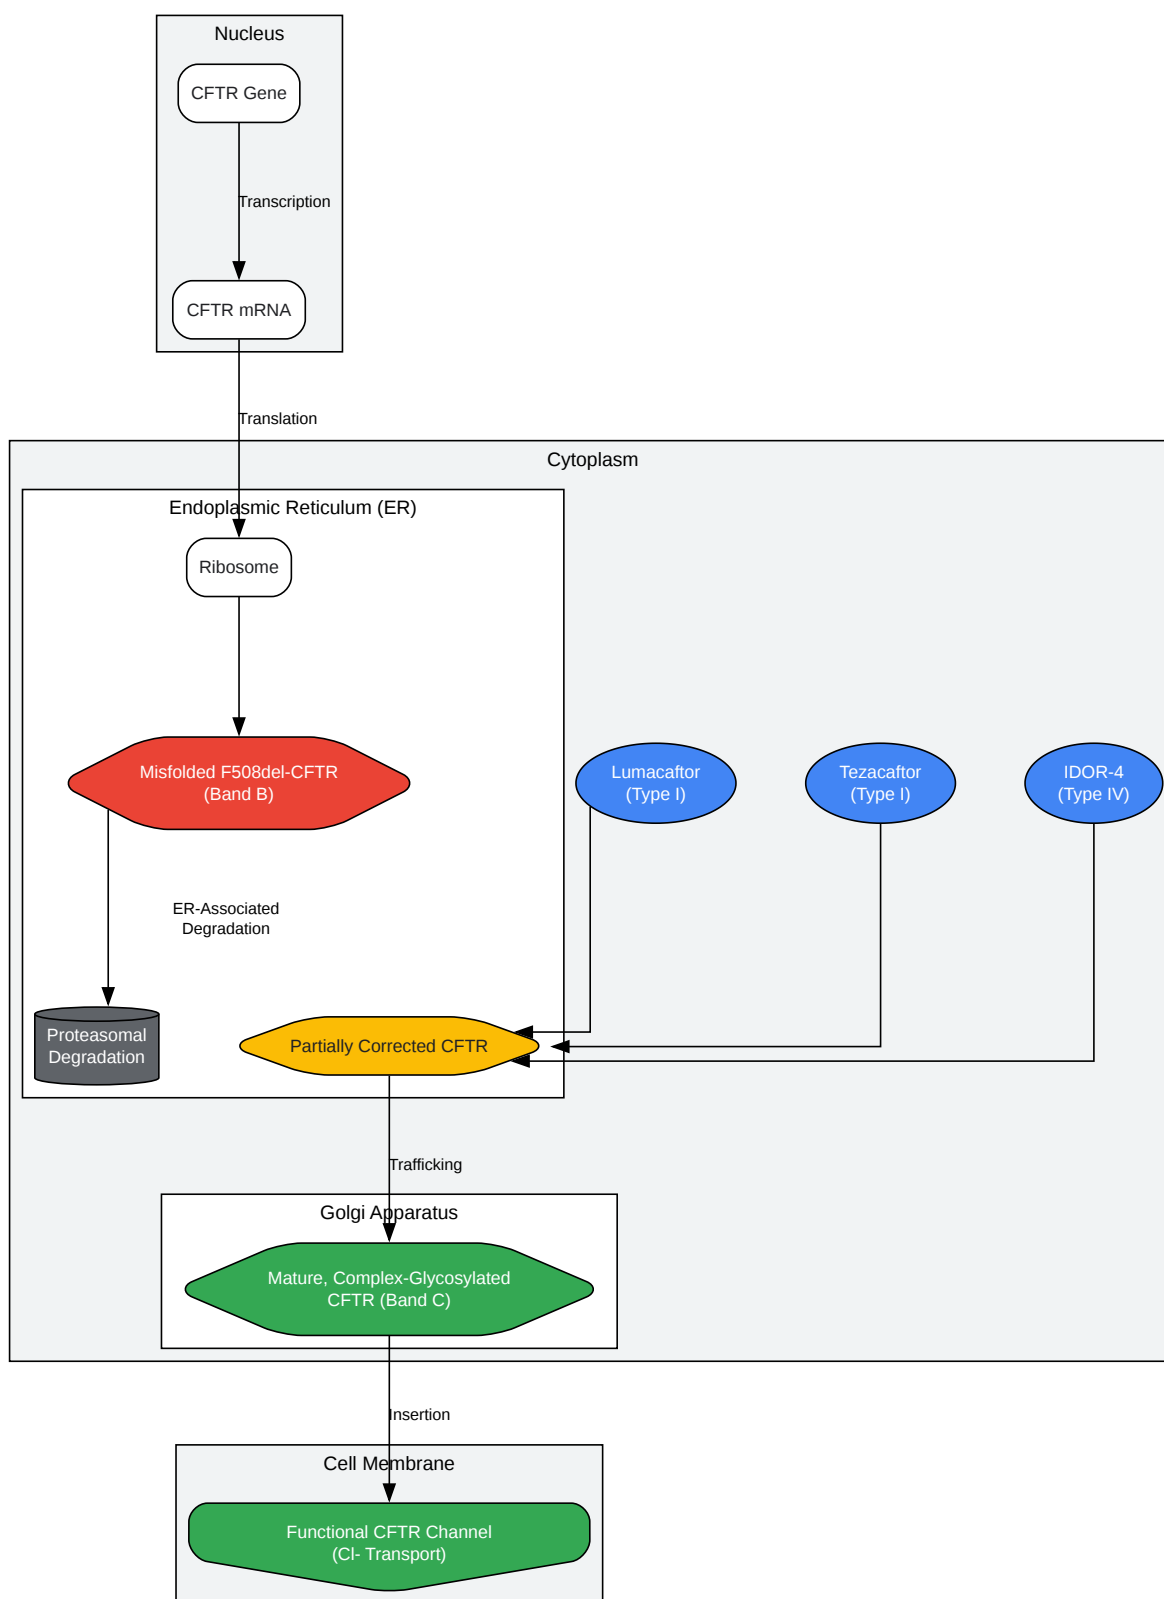 Nucleus
CFTR Gene
Transcription
CFTR mRNA
Translation
Cytoplasm
Endoplasmic Reticulum (ER)
Ribosome
Misfolded F508del-CFTR
(Band B)
Lumacaftor
(Type I)
Tezacaftor
(Type I)
IDOR-4
(Type IV)
ER-Associated
Degradation
Proteasomal
Degradation
Partially Corrected CFTR
Trafficking
Golgi Apparatus
Mature, Complex-Glycosylated
CFTR (Band C)
Insertion
Cell Membrane
Functional CFTR Channel
(Cl- Transport)